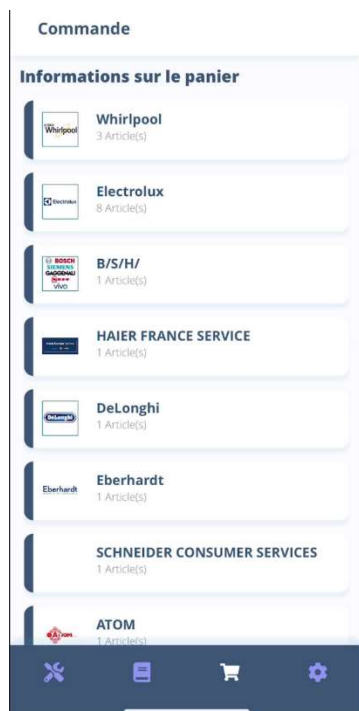 Commande
Informations sur le panier
Whirlpool
Whirlpool
3 Article(s)
Electrolux
Electrolux
8 Article(s)
BOSCH
SIEMENS
GAGGENAU
vivo
B/S/H/
1 Article(s)
HAIER FRANCE SERVICE
1 Article(s)
DeLonghi
DeLonghi
1 Article(s)
Eberhardt
Eberhardt
1 Article(s)
SCHNEIDER CONSUMER SERVICES
1 Article(s)
ATOM
1 Article(s)